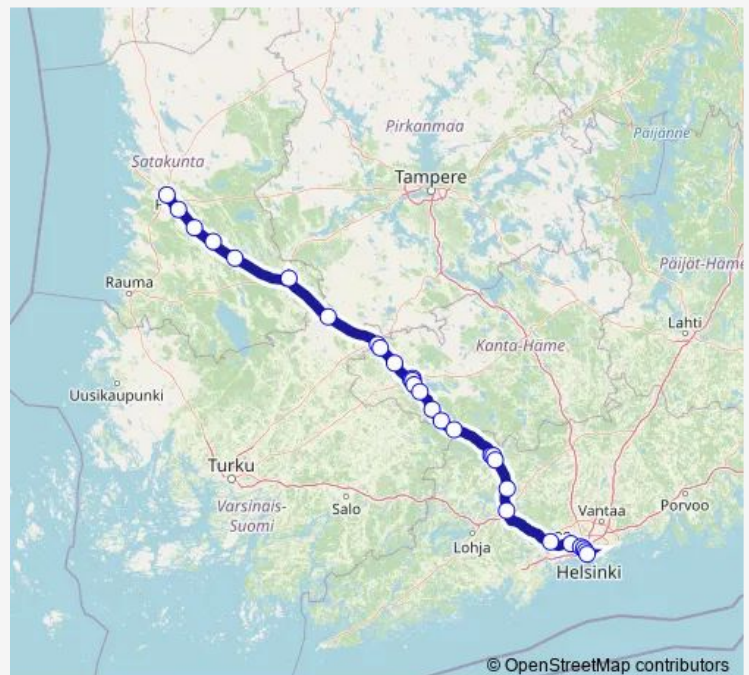 Pirkanmaa
Päijänne
Satakunta
Tampere
Rauma
Päijät-Häme
Lahti
Kanta-Häme
Uusikaupunki
Turku
Varsinais-
Suomi
Salo
Vantaa
Porvoo
Lohja
Helsinki
© OpenStreetMap contributors